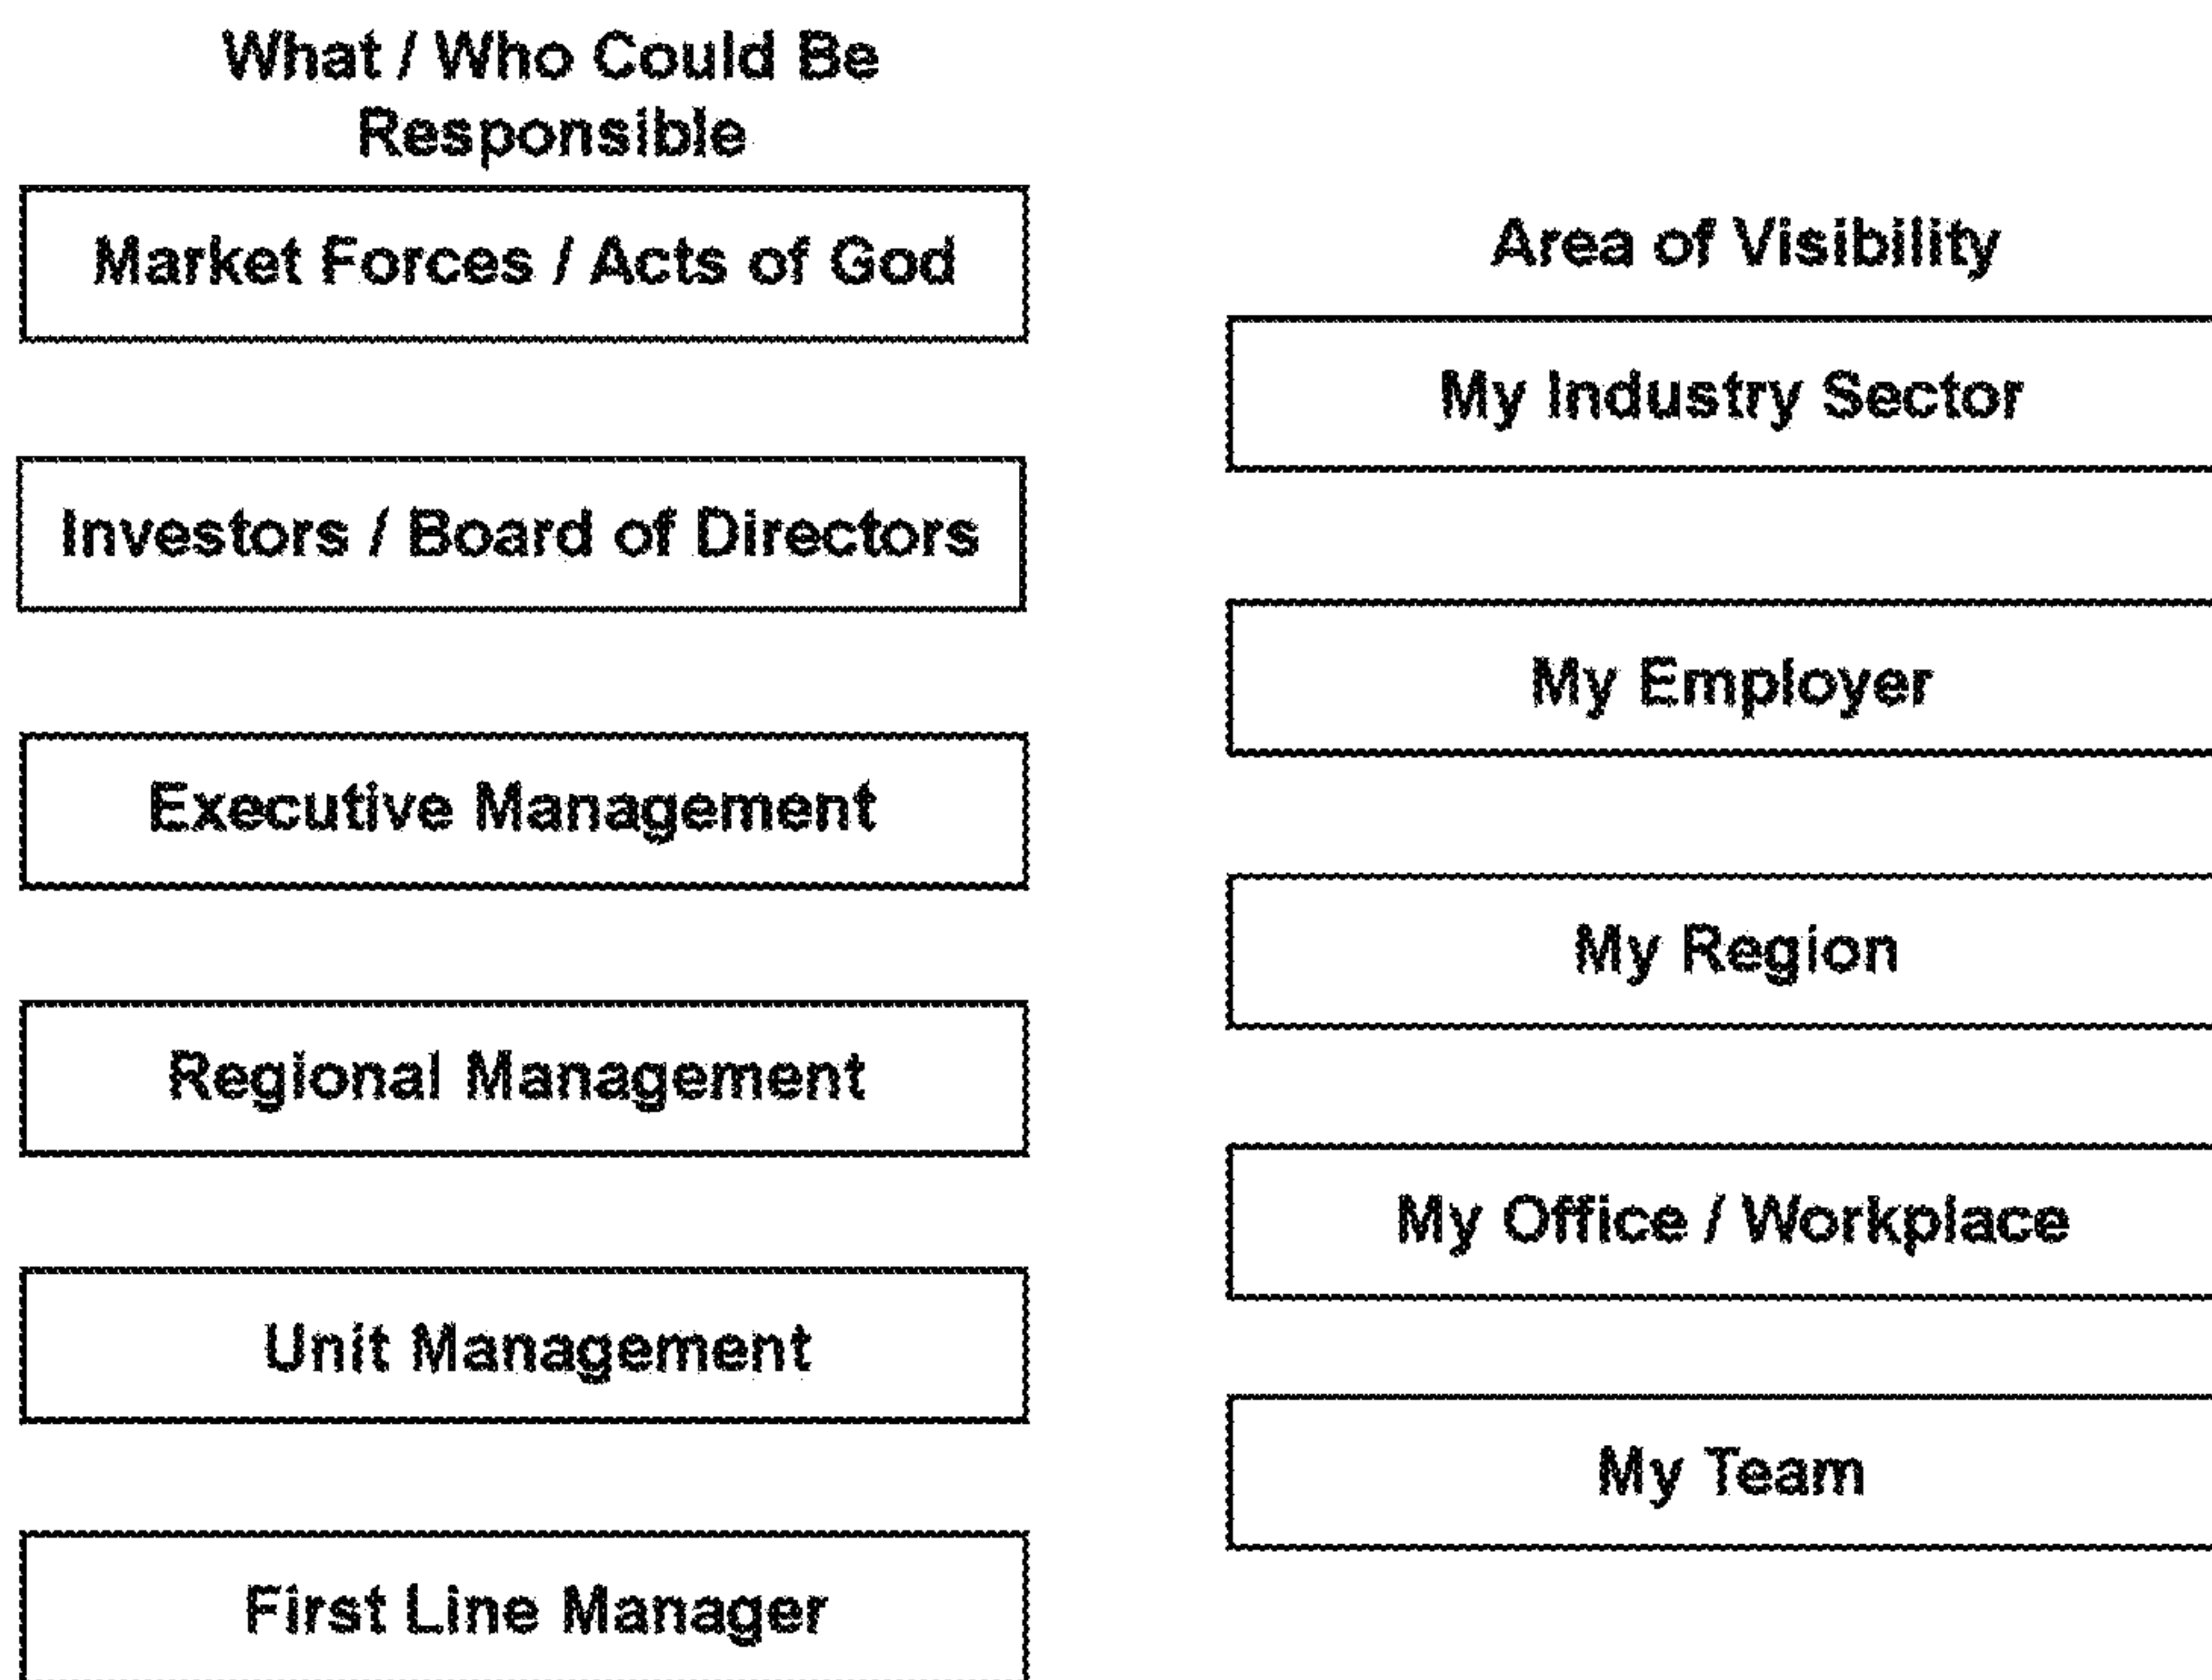 What / Who Could Be
Responsible
Market Forces / Acts of God
Investors / Board of Directors
Executive Management
Regional Management
Unit Management
First Line Manager
Area of Visibility
My Industry Sector
My Employer
My Region
My Office / Workplace
My Team